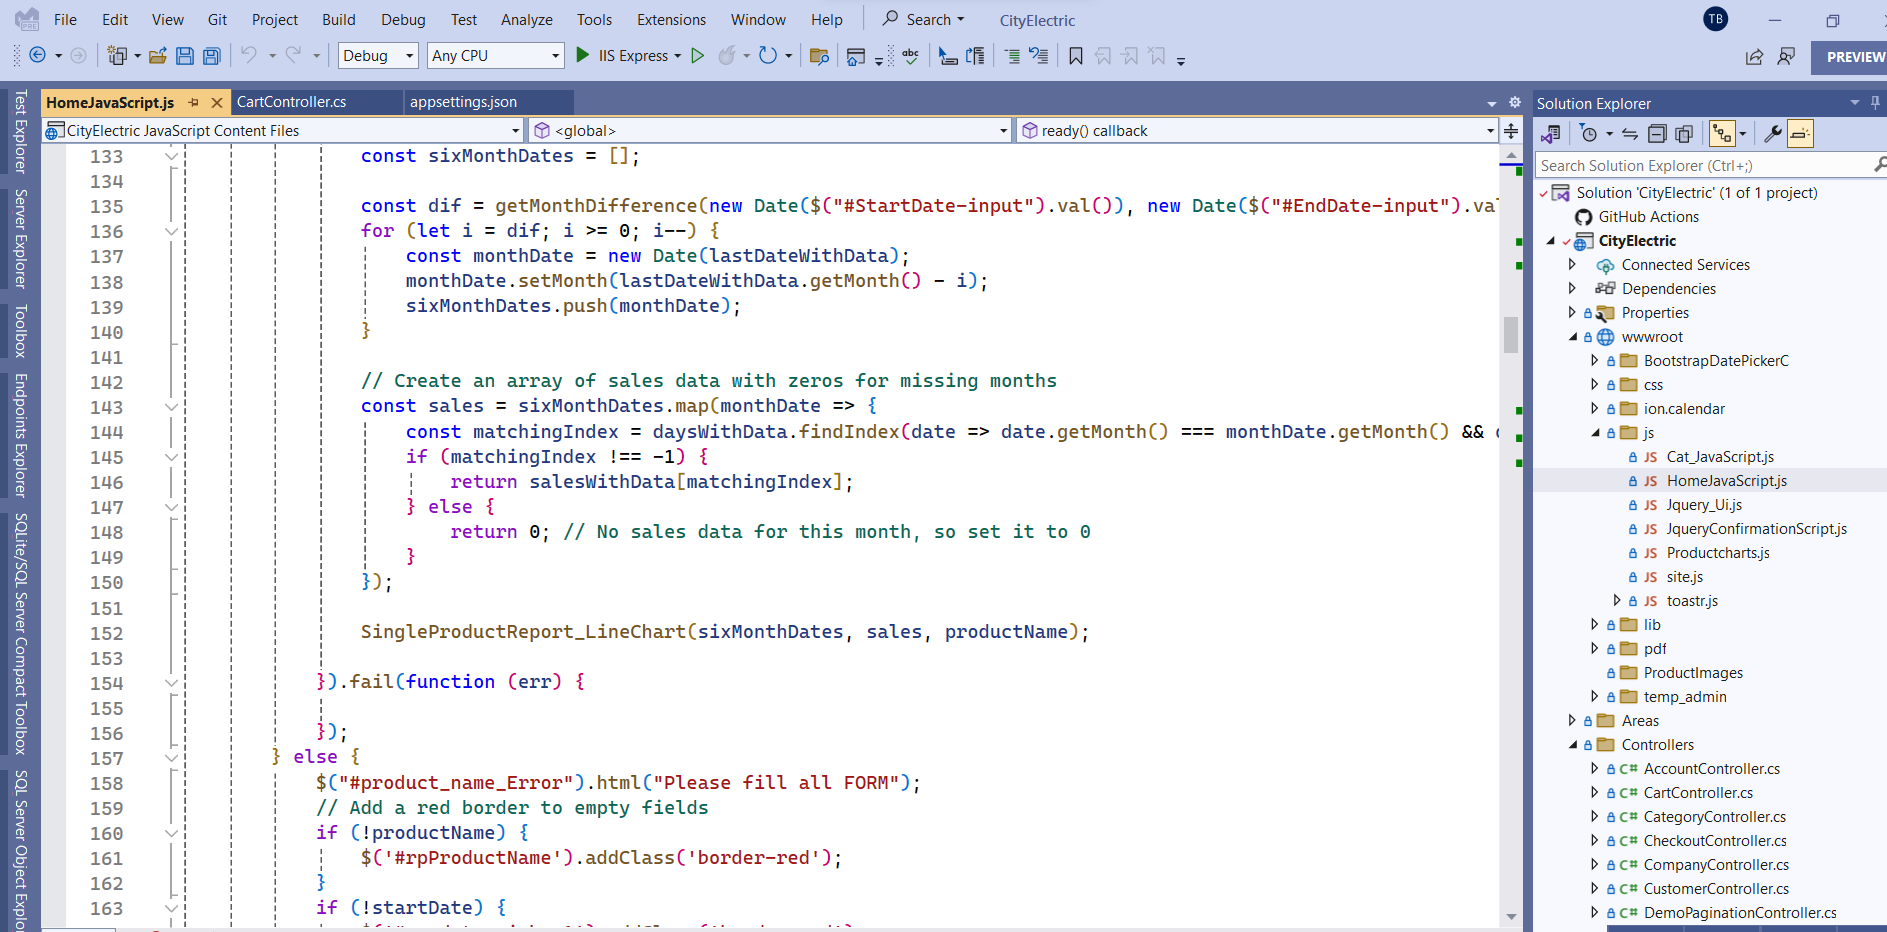 File Edit View Git Project Build Debug Test Analyze Tools Extensions Window Help Search CityElectric TB
Debug Any CPU IIS Express abc PREVIEW
HomeJavaScript.js CartController.cs appsettings.json
CityElectric JavaScript Content Files <global> ready() callback
133 const sixMonthDates = [];
134
135 const dif = getMonthDifference(new Date($("#StartDate-input").val()), new Date($("#EndDate-input").val
136 for (let i = dif; i >= 0; i--) {
137 const monthDate = new Date(lastDateWithData);
138 monthDate.setMonth(lastDateWithData.getMonth() - i);
139 sixMonthDates.push(monthDate);
140 }
141
142 // Create an array of sales data with zeros for missing months
143 const sales = sixMonthDates.map(monthDate => {
144 const matchingIndex = daysWithData.findIndex(date => date.getMonth() === monthDate.getMonth() &&
145 if (matchingIndex !== -1) {
146 return salesWithData[matchingIndex];
147 } else {
148 return 0; // No sales data for this month, so set it to 0
149 }
150 });
151
152 SingleProductReport_LineChart(sixMonthDates, sales, productName);
153
154 }).fail(function (err) {
155
156 });
157 } else {
158 $("#product_name_Error").html("Please fill all FORM");
159 // Add a red border to empty fields
160 if (!productName) {
161 $('#rpProductName').addClass('border-red');
162 }
163 if (!startDate) {
Test Explorer
Server Explorer
Toolbox
Endpoints Explorer
SQLite/SQL Server Compact Toolbox
SQL Server Object Explo
Solution Explorer
Search Solution Explorer (Ctrl+;)
Solution 'CityElectric' (1 of 1 project)
GitHub Actions
CityElectric
Connected Services
Dependencies
Properties
wwwroot
BootstrapDatePickerC
css
ion.calendar
js
JS Cat_JavaScript.js
JS HomeJavaScript.js
JS Jquery_Ui.js
JS JqueryConfirmationScript.js
JS Productcharts.js
JS site.js
JS toastr.js
lib
pdf
ProductImages
temp_admin
Areas
Controllers
C# AccountController.cs
C# CartController.cs
C# CategoryController.cs
C# CheckoutController.cs
C# CompanyController.cs
C# CustomerController.cs
C# DemoPaginationController.cs